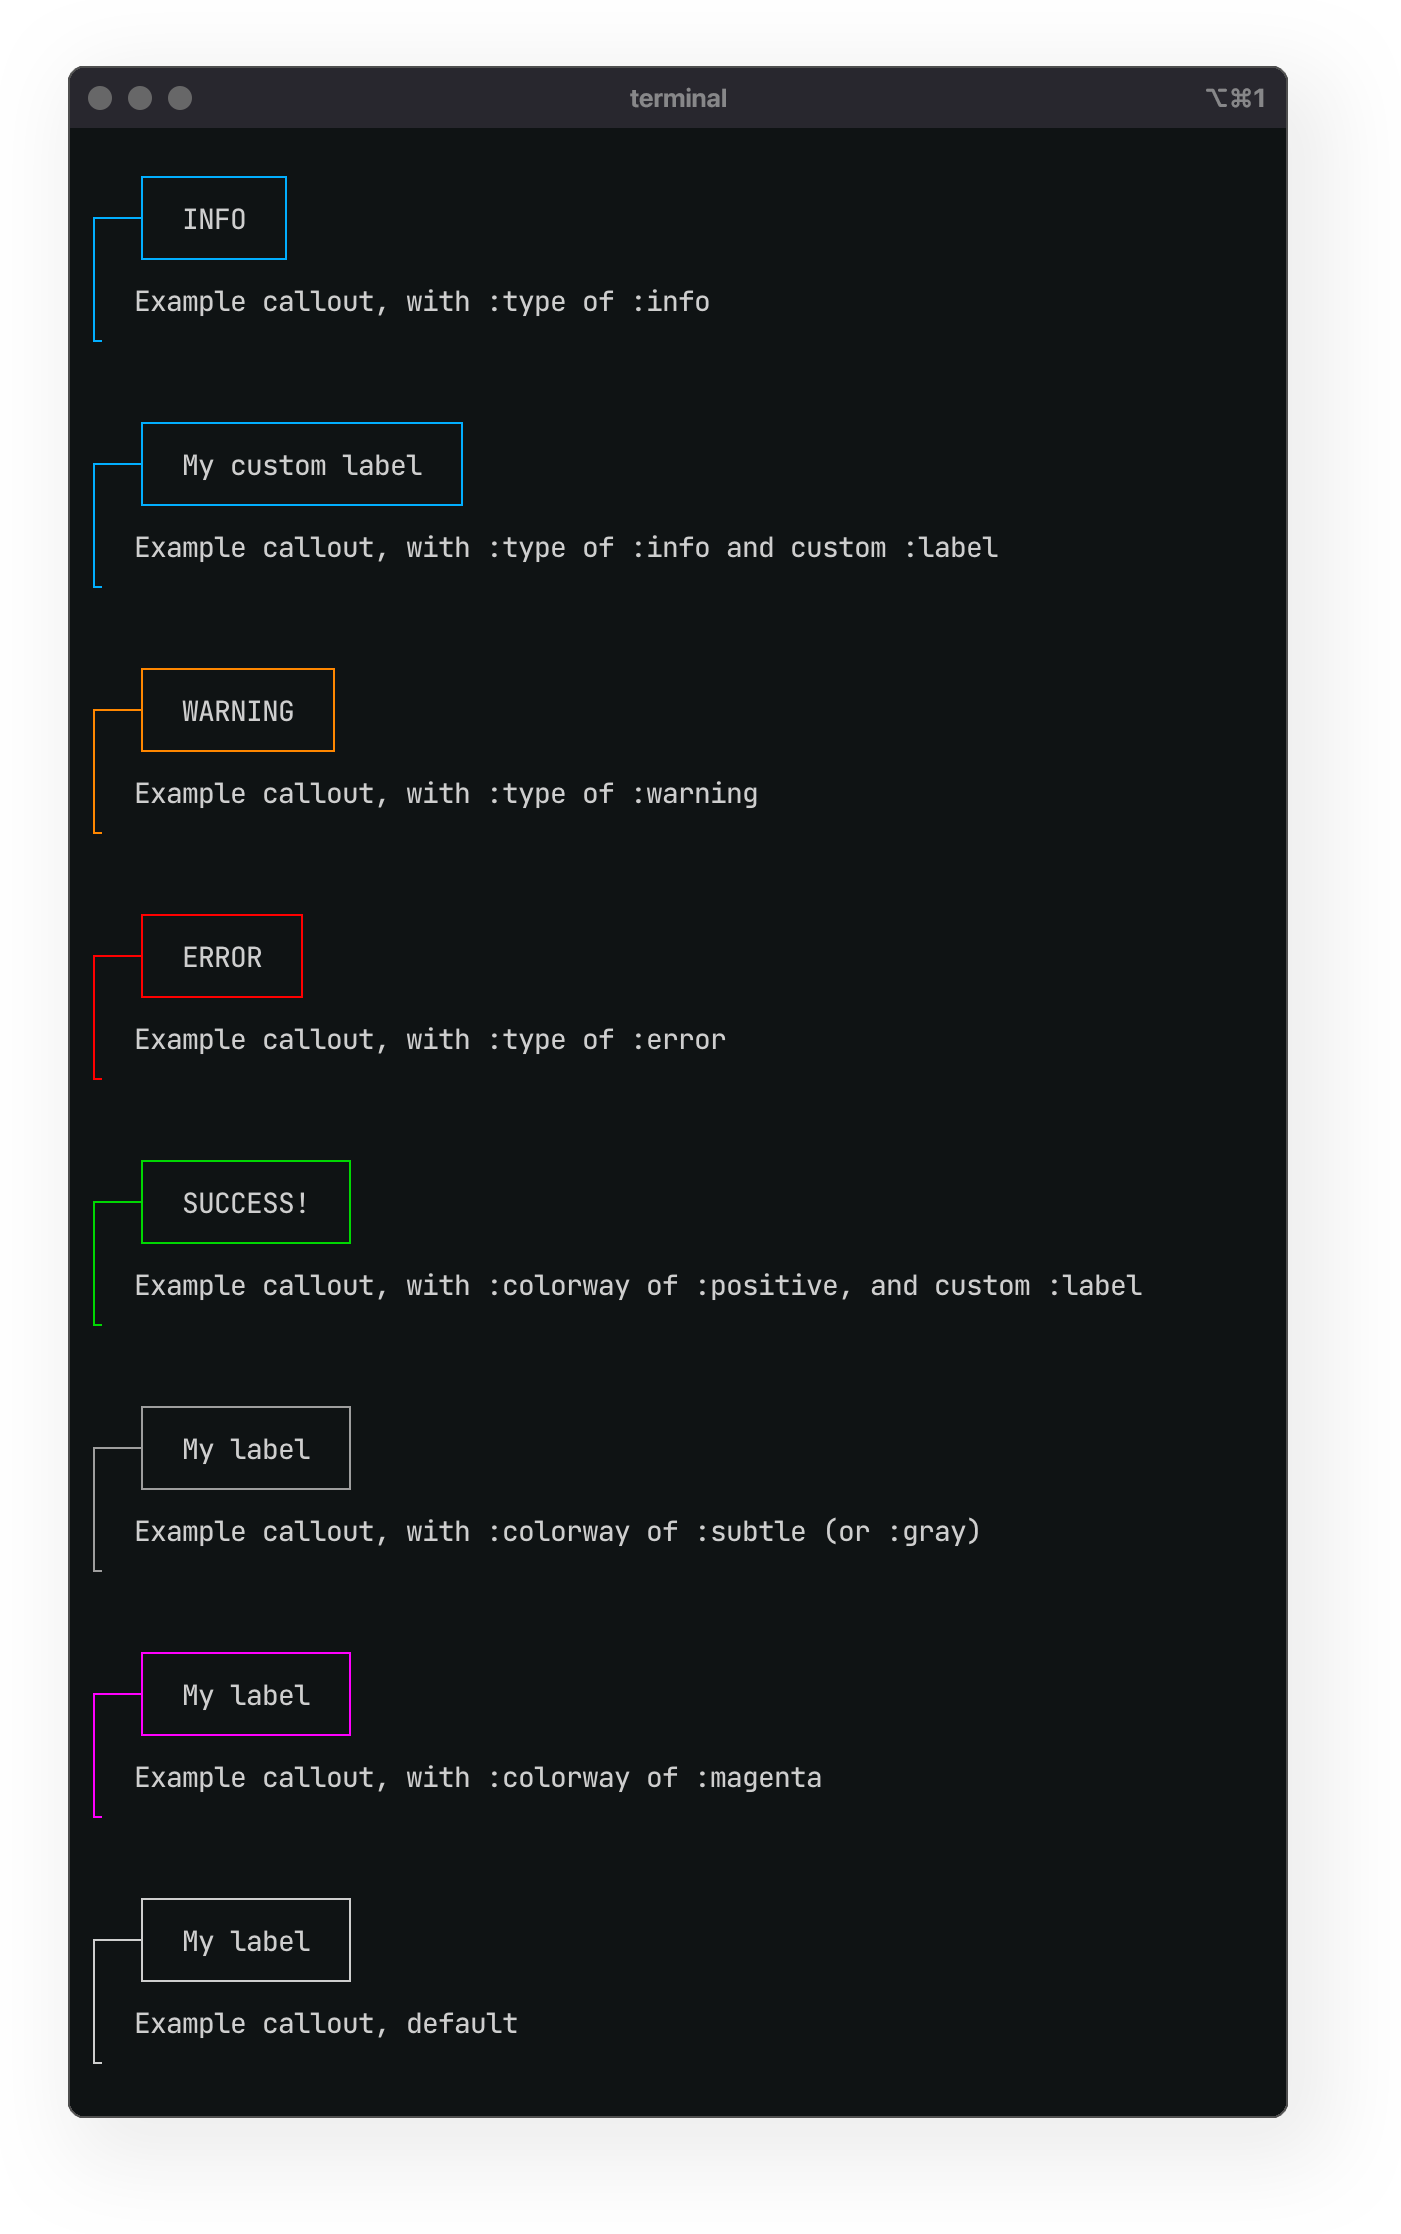 terminal ⌥⌘1
INFO
Example callout, with :type of :info
My custom label
Example callout, with :type of :info and custom :label
WARNING
Example callout, with :type of :warning
ERROR
Example callout, with :type of :error
SUCCESS!
Example callout, with :colorway of :positive, and custom :label
My label
Example callout, with :colorway of :subtle (or :gray)
My label
Example callout, with :colorway of :magenta
My label
Example callout, default